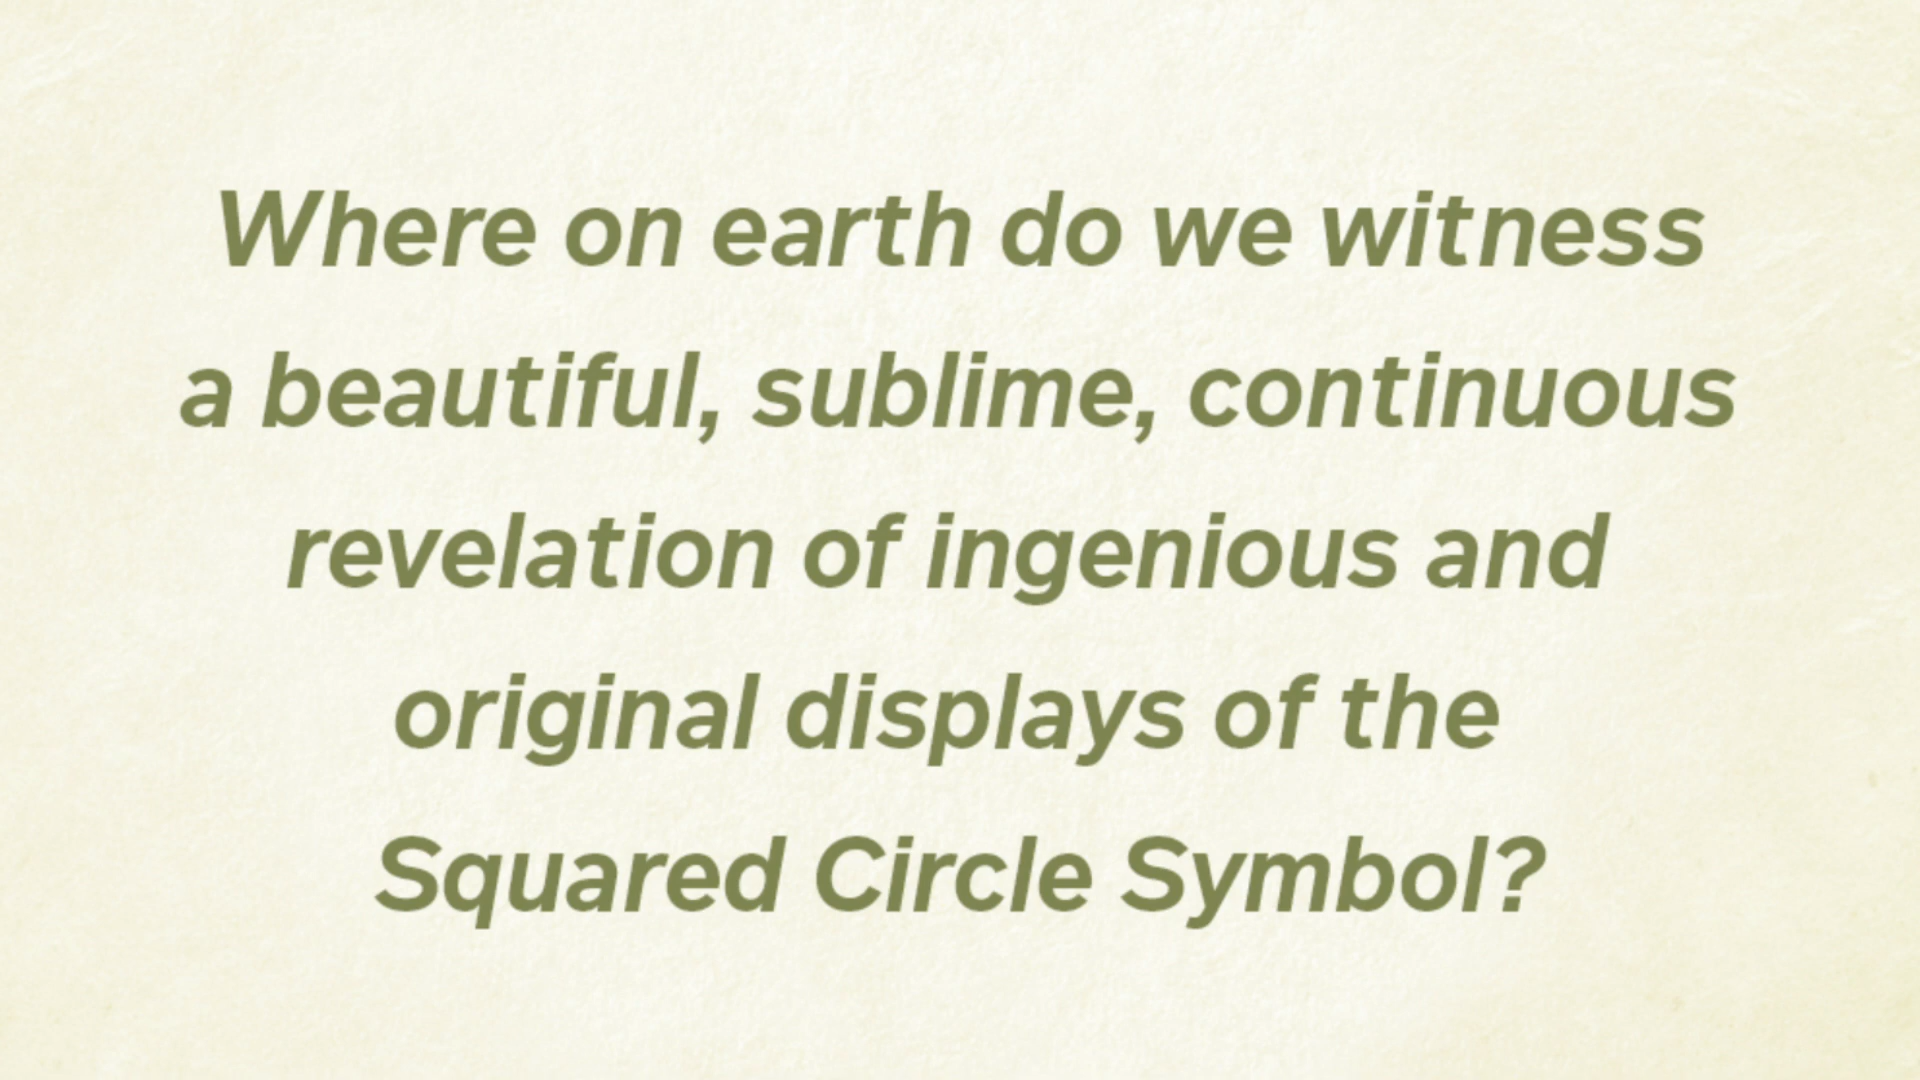 Where on earth do we witness
a beautiful, sublime, continuous
revelation of ingenious and
original displays of the
Squared Circle Symbol?